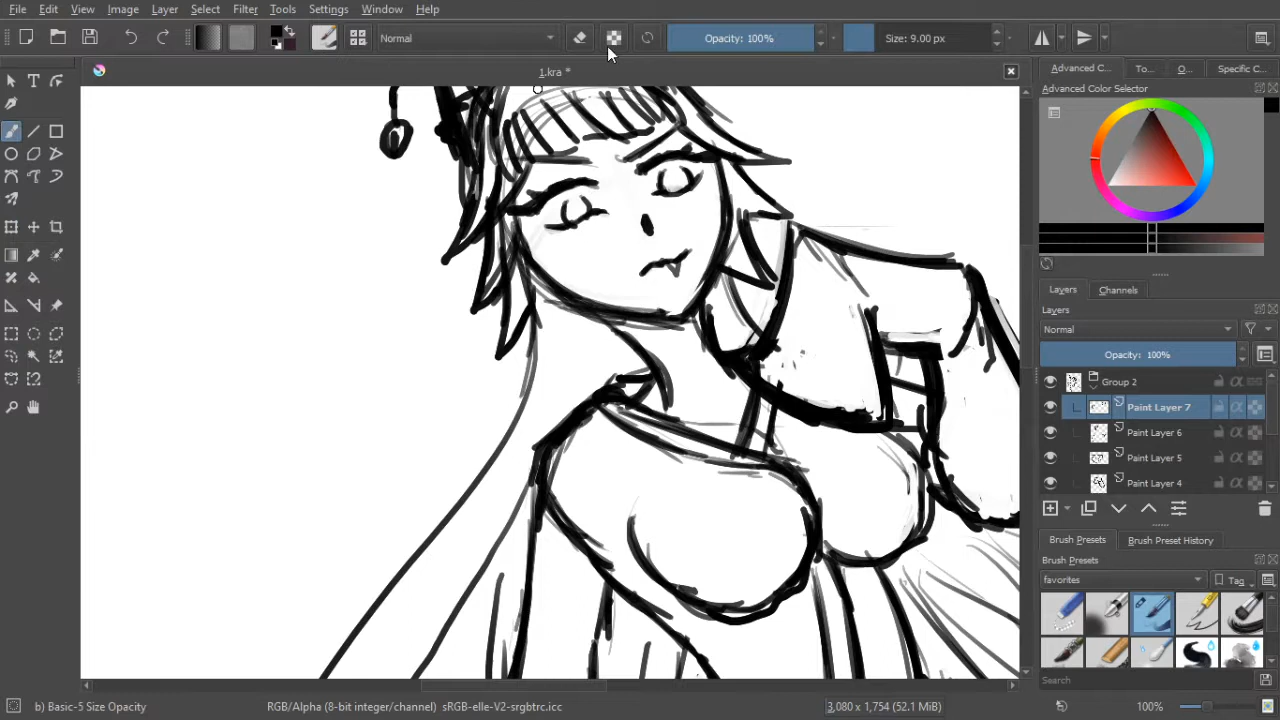 File Edit View Image Layer Select Filter Tools Settings Window Help
Normal Opacity: 100% Size: 9.00 px
1.kra *
Advanced C... To... O... Specific C...
Advanced Color Selector
Layers Channels
Layers
Normal
Opacity: 100%
Group 2
Paint Layer 7
Paint Layer 6
Paint Layer 5
Paint Layer 4
Brush Presets Brush Preset History
Brush Presets
favorites Tag
Search
b) Basic-5 Size Opacity RGB/Alpha (8-bit integer/channel) sRGB-elle-V2-srgbtrc.icc 3,080 x 1,754 (52.1 MiB) 100%